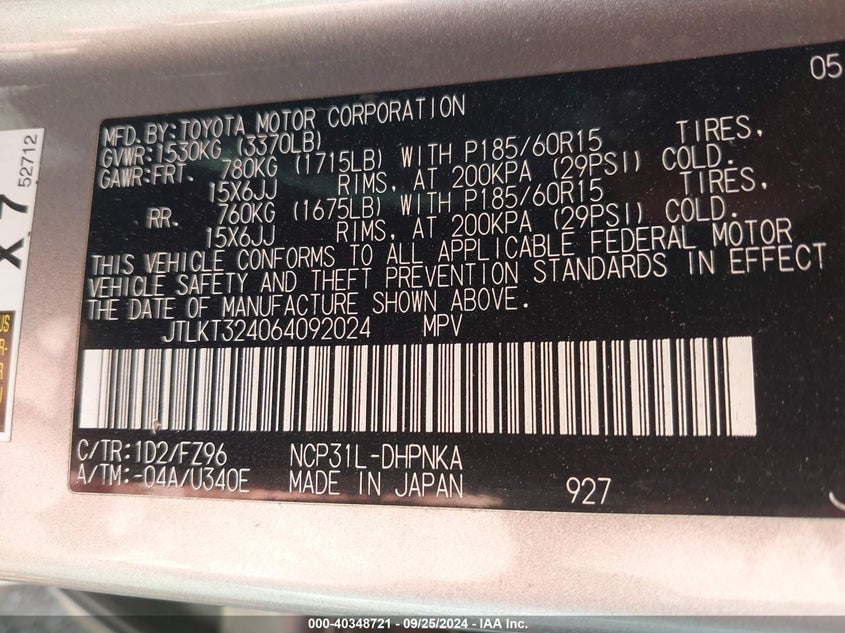 05
MFD. BY: TOYOTA MOTOR CORPORATION
GVWR: 1530KG (3370LB)
GAWR: FRT. 780KG (1715LB) WITH P185/60R15 TIRES,
15X6JJ RIMS, AT 200KPA (29PSI) COLD.
RR. 760KG (1675LB) WITH P185/60R15 TIRES,
15X6JJ RIMS, AT 200KPA (29PSI) COLD.
THIS VEHICLE CONFORMS TO ALL APPLICABLE FEDERAL MOTOR
VEHICLE SAFETY AND THEFT PREVENTION STANDARDS IN EFFECT
THE DATE OF MANUFACTURE SHOWN ABOVE.
JTLKT324064092024 MPV
C/TR: 1D2/FZ96 NCP31L-DHPNKA
A/TM: -04A/U340E MADE IN JAPAN 927
X 7
52712
US
000-40348721 - 09/25/2024 - IAA Inc.